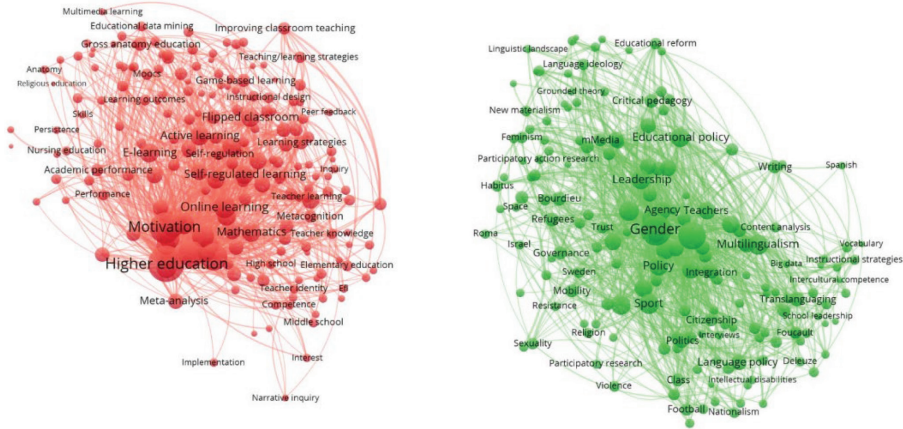 Multimedia learning
Educational data mining
Improving classroom teaching
Gross anatomy education
Teaching/learning strategies
Anatomy
Moocs
Religious education
Game-based learning
Learning outcomes
Instructional design
Skills
Peer feedback
Flipped classroom
Persistence
Active learning
Learning strategies
Nursing education
E-learning
Self-regulation
Academic performance
Inquiry
Self-regulated learning
Performance
Teacher learning
Online learning
Metacognition
Motivation
Mathematics
Teacher knowledge
Higher education
High school
Elementary education
Teacher identity
Efl
Meta-analysis
Competence
Middle school
Implementation
Interest
Narrative inquiry
Linguistic landscape
Educational reform
Language ideology
Grounded theory
New materialism
Critical pedagogy
Feminism
mMedia
Educational policy
Participatory action research
Writing
Spanish
Habitus
Leadership
Space
Bourdieu
Agency
Teachers
Refugees
Roma
Trust
Gender
Content analysis
Israel
Multilingualism
Vocabulary
Governance
Big data
Instructional strategies
Sweden
Policy
Integration
Intercultural competence
Mobility
Resistance
Sport
Translanguaging
Citizenship
School leadership
Religion
Interviews
Foucault
Sexuality
Politics
Participatory research
Language policy
Deleuze
Violence
Class
Intellectual disabilities
Football
Nationalism